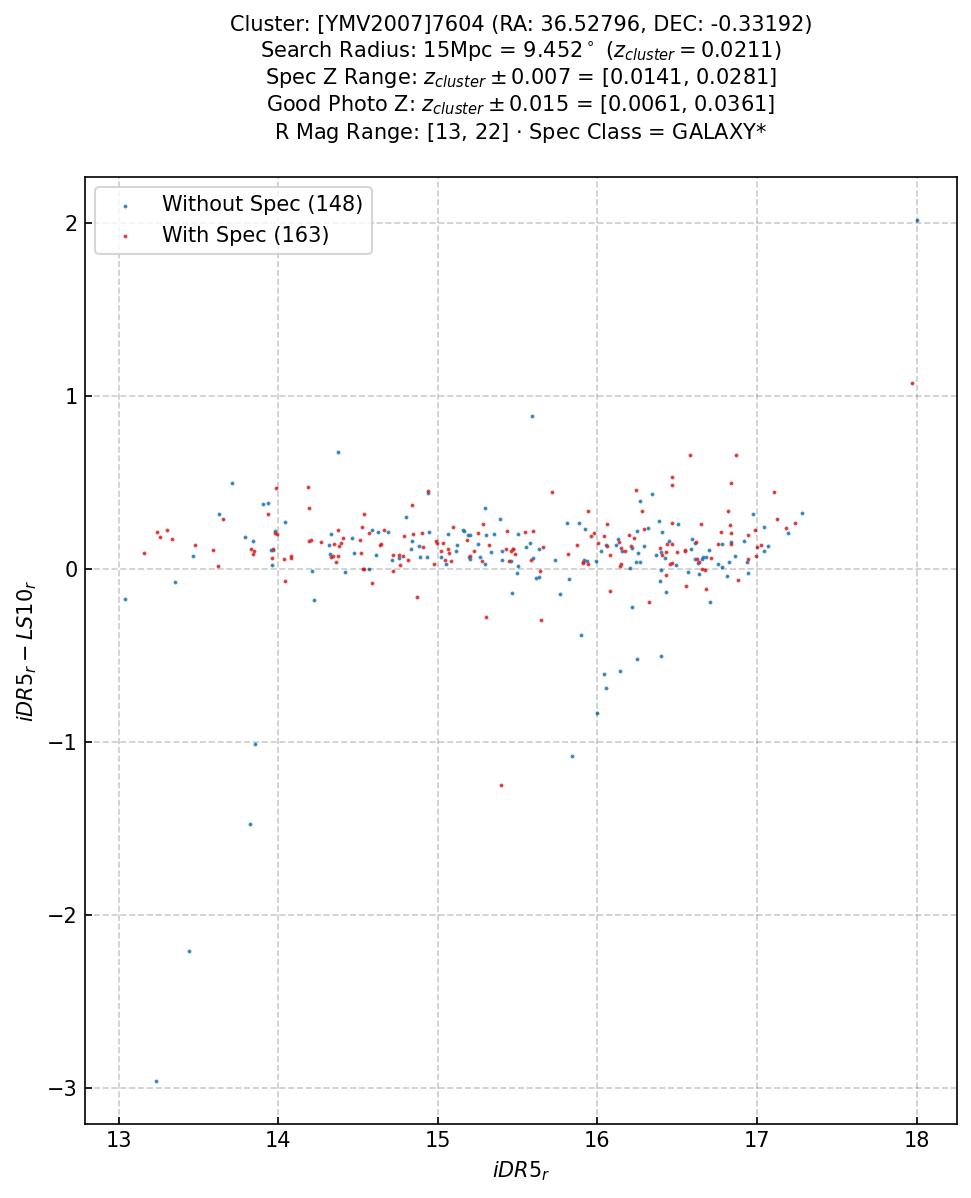 Cluster: [YMV2007]7604 (RA: 36.52796, DEC: -0.33192)
Search Radius: 15Mpc = 9.452° (z_cluster = 0.0211)
Spec Z Range: z_cluster ± 0.007 = [0.0141, 0.0281]
Good Photo Z: z_cluster ± 0.015 = [0.0061, 0.0361]
R Mag Range: [13, 22] · Spec Class = GALAXY*
Without Spec (148)
With Spec (163)
2
1
0
−1
−2
−3
iDR5_r − LS10_r
13 14 15 16 17 18
iDR5_r